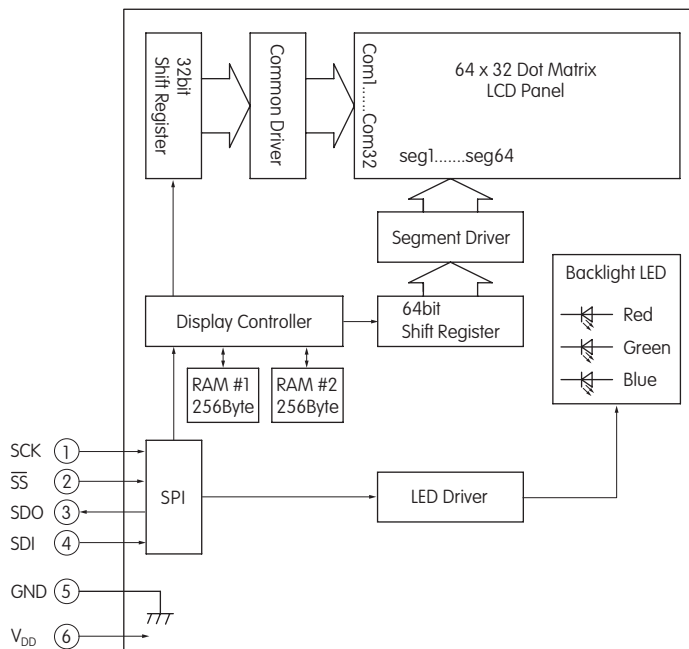 32bit
Shift Register
Common Driver
Com1......Com32
64 x 32 Dot Matrix
LCD Panel
seg1.......seg64
Segment Driver
Backlight LED
Red
Green
Blue
Display Controller
64bit
Shift Register
RAM #1
256Byte
RAM #2
256Byte
SCK 1
S̅S̅ 2
SDO 3
SDI 4
SPI
LED Driver
GND 5
VDD 6